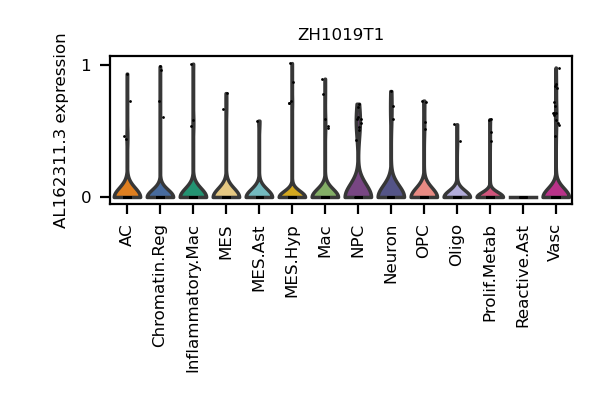 ZH1019T1
AL162311.3 expression
1
0
AC
Chromatin.Reg
Inflammatory.Mac
MES
MES.Ast
MES.Hyp
Mac
NPC
Neuron
OPC
Oligo
Prolif.Metab
Reactive.Ast
Vasc